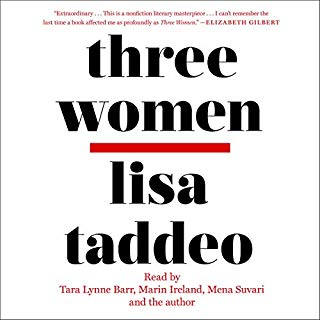 "Extraordinary . . . This is a nonfiction literary masterpiece . . . I can't remember the
last time a book affected me as profoundly as Three Women." —ELIZABETH GILBERT
three
women
lisa
taddeo
Read by
Tara Lynne Barr, Marin Ireland, Mena Suvari
and the author